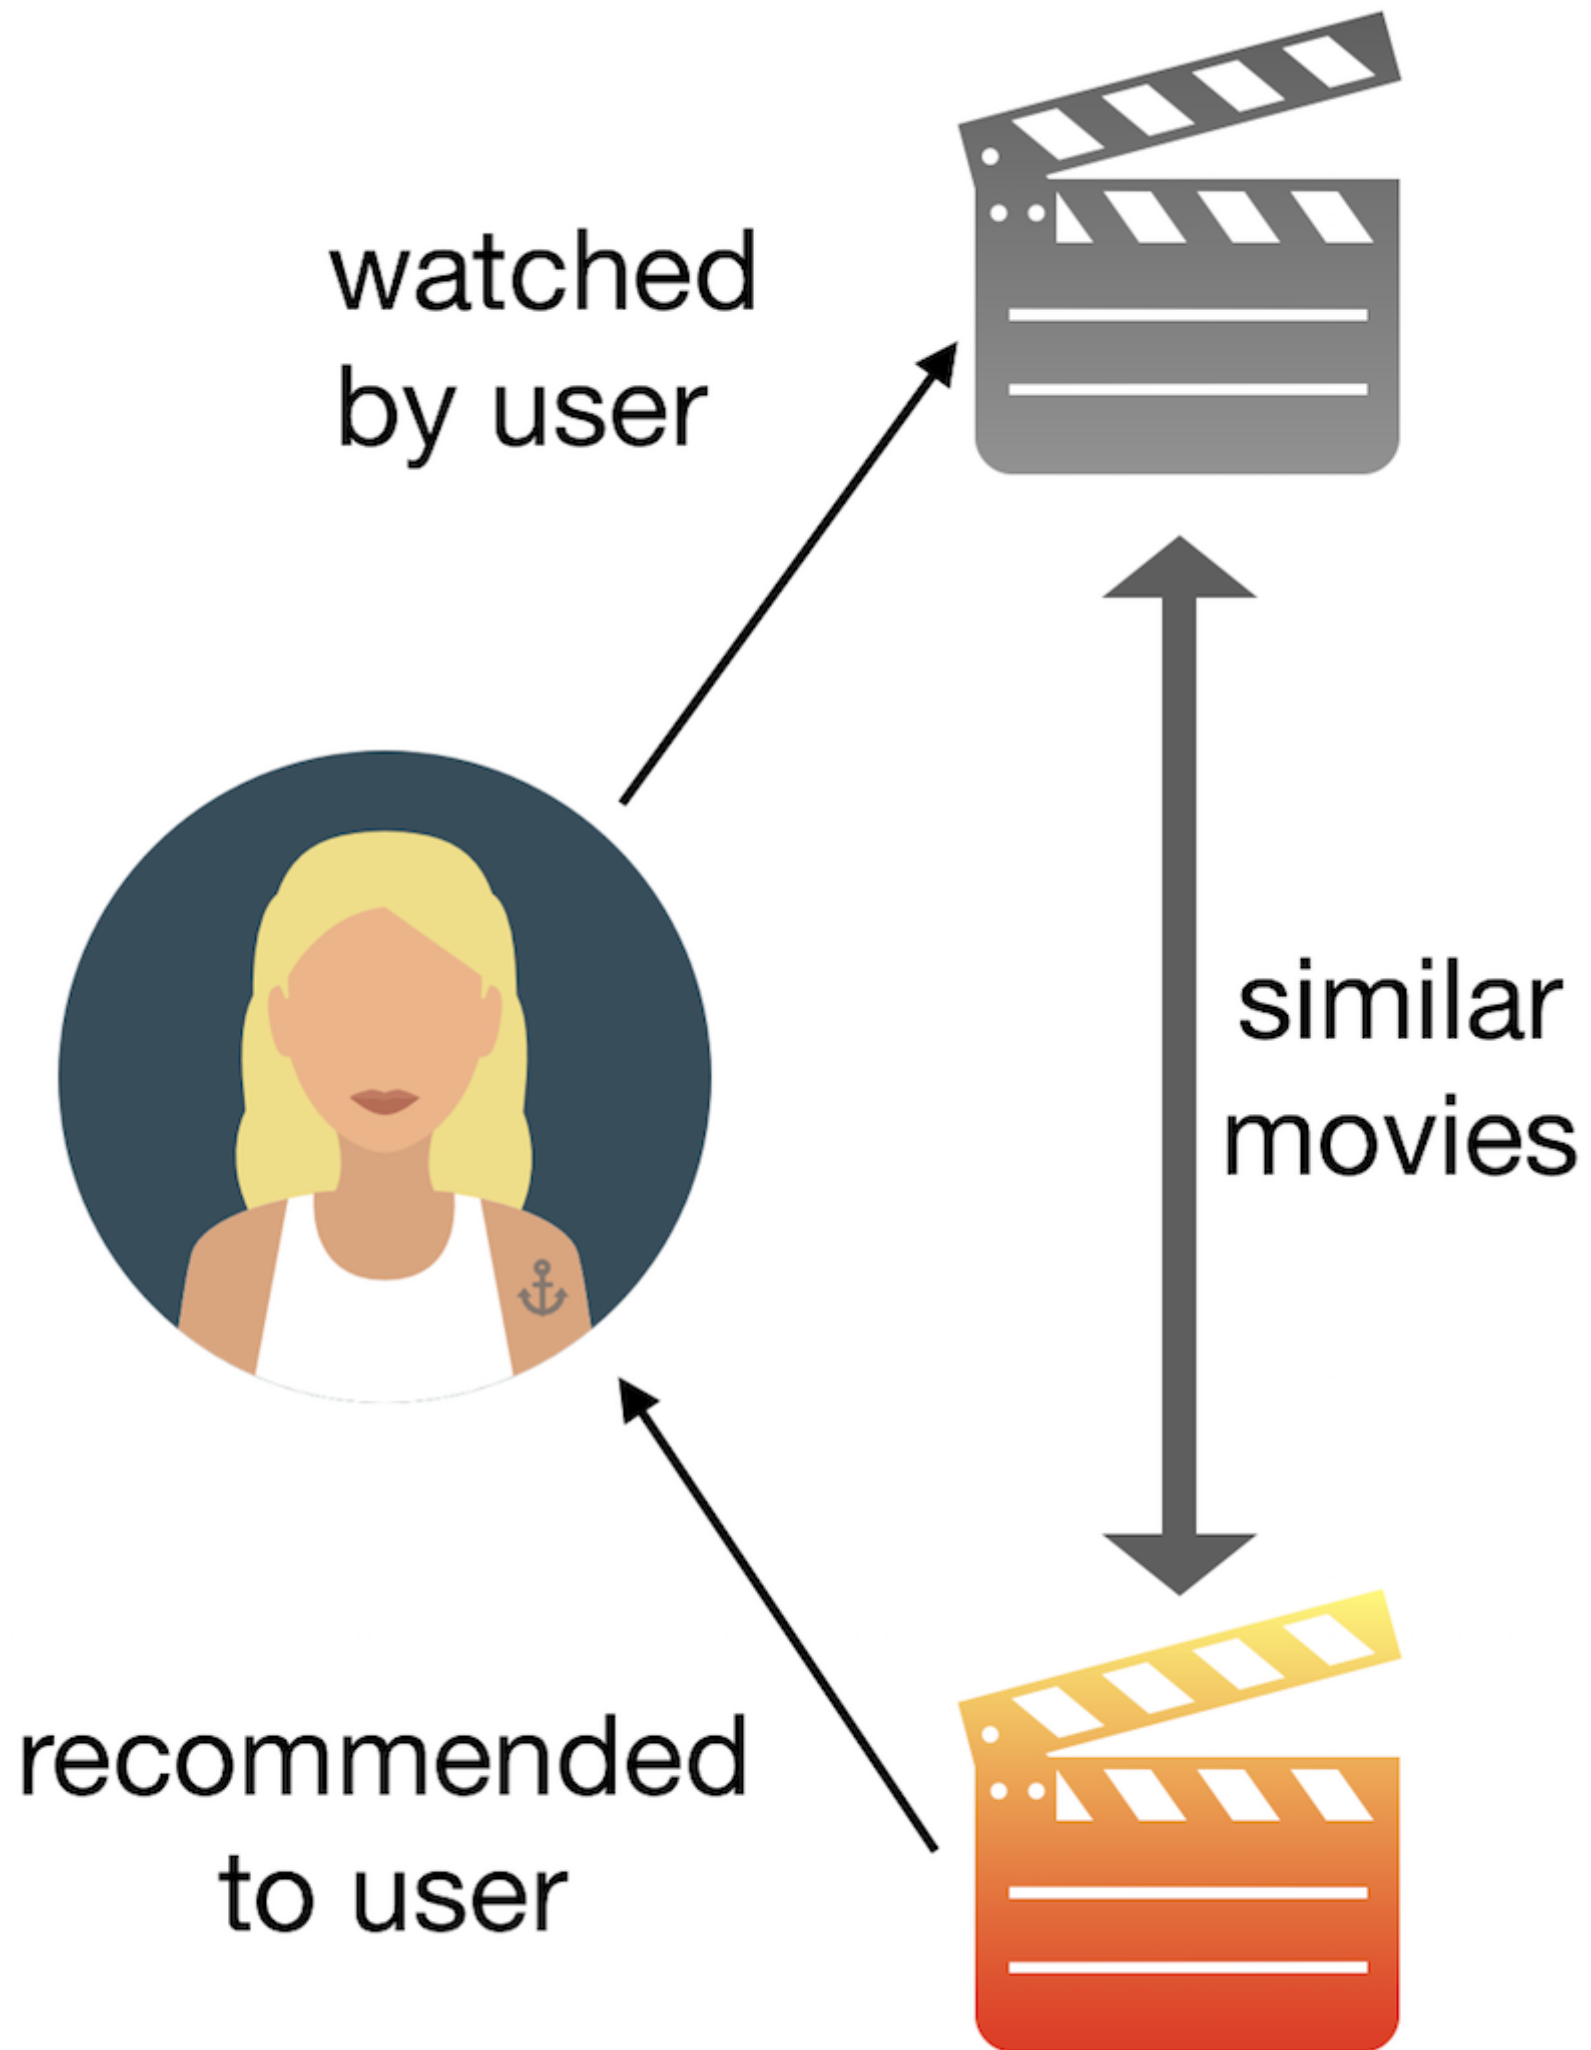 watched
by user
similar
movies
recommended
to user